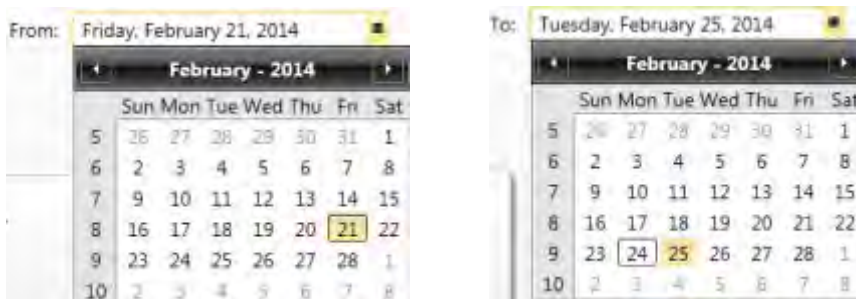 From: Friday, February 21, 2014
February - 2014
Sun Mon Tue Wed Thu Fri Sat
5 26 27 28 29 30 31 1
6 2 3 4 5 6 7 8
7 9 10 11 12 13 14 15
8 16 17 18 19 20 21 22
9 23 24 25 26 27 28 1
10 2 3 4 5 6 7 8
To: Tuesday, February 25, 2014
February - 2014
Sun Mon Tue Wed Thu Fri Sat
5 26 27 28 29 30 31 1
6 2 3 4 5 6 7 8
7 9 10 11 12 13 14 15
8 16 17 18 19 20 21 22
9 23 24 25 26 27 28 1
10 2 3 4 5 6 7 8